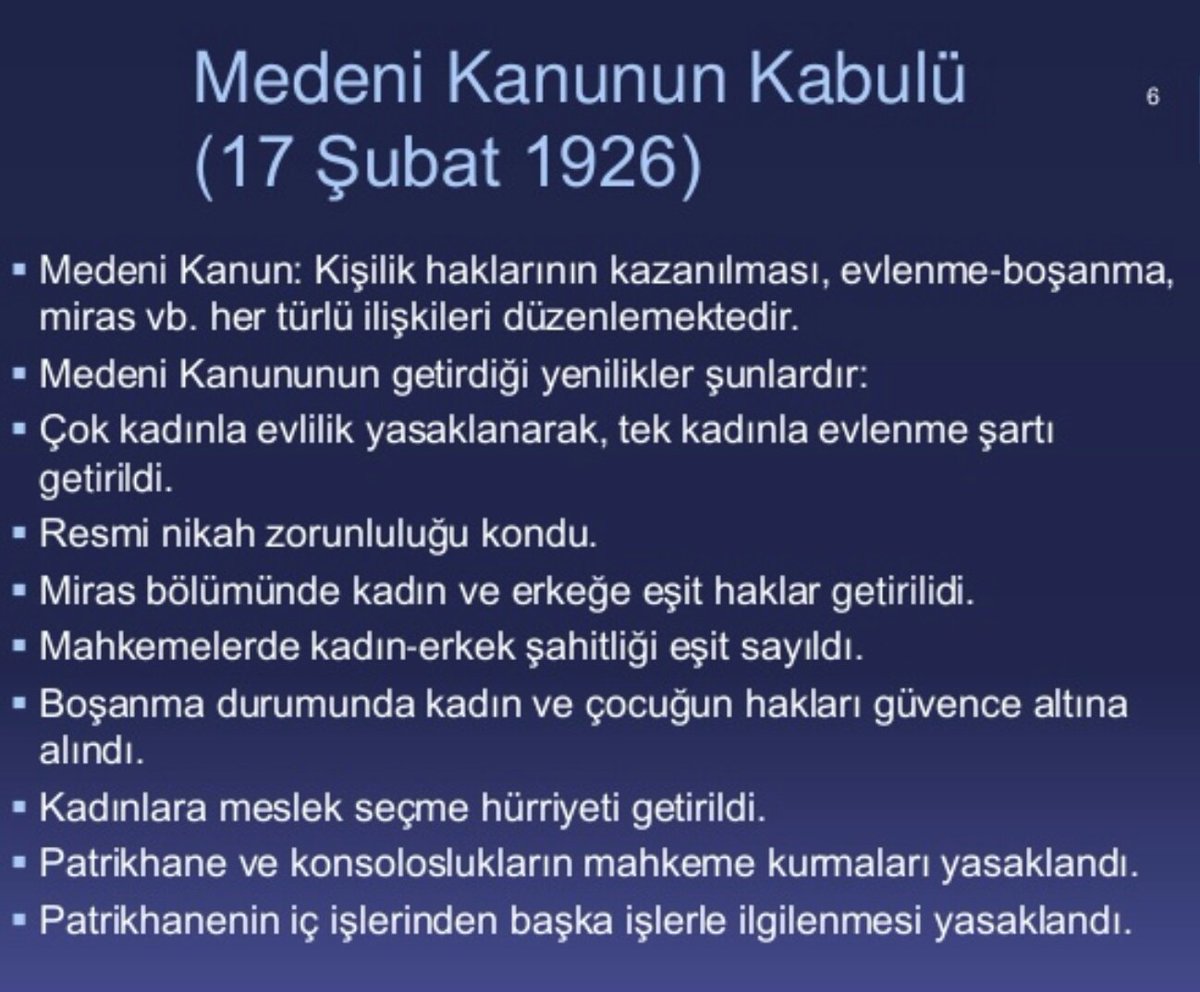 Medeni Kanunun Kabulü
(17 Şubat 1926)
6
▪ Medeni Kanun: Kişilik haklarının kazanılması, evlenme-boşanma,
miras vb. her türlü ilişkileri düzenlemektedir.
▪ Medeni Kanununun getirdiği yenilikler şunlardır:
▪ Çok kadınla evlilik yasaklanarak, tek kadınla evlenme şartı
getirildi.
▪ Resmi nikah zorunluluğu kondu.
▪ Miras bölümünde kadın ve erkeğe eşit haklar getirilidi.
▪ Mahkemelerde kadın-erkek şahitliği eşit sayıldı.
▪ Boşanma durumunda kadın ve çocuğun hakları güvence altına
alındı.
▪ Kadınlara meslek seçme hürriyeti getirildi.
▪ Patrikhane ve konsoloslukların mahkeme kurmaları yasaklandı.
▪ Patrikhanenin iç işlerinden başka işlerle ilgilenmesi yasaklandı.